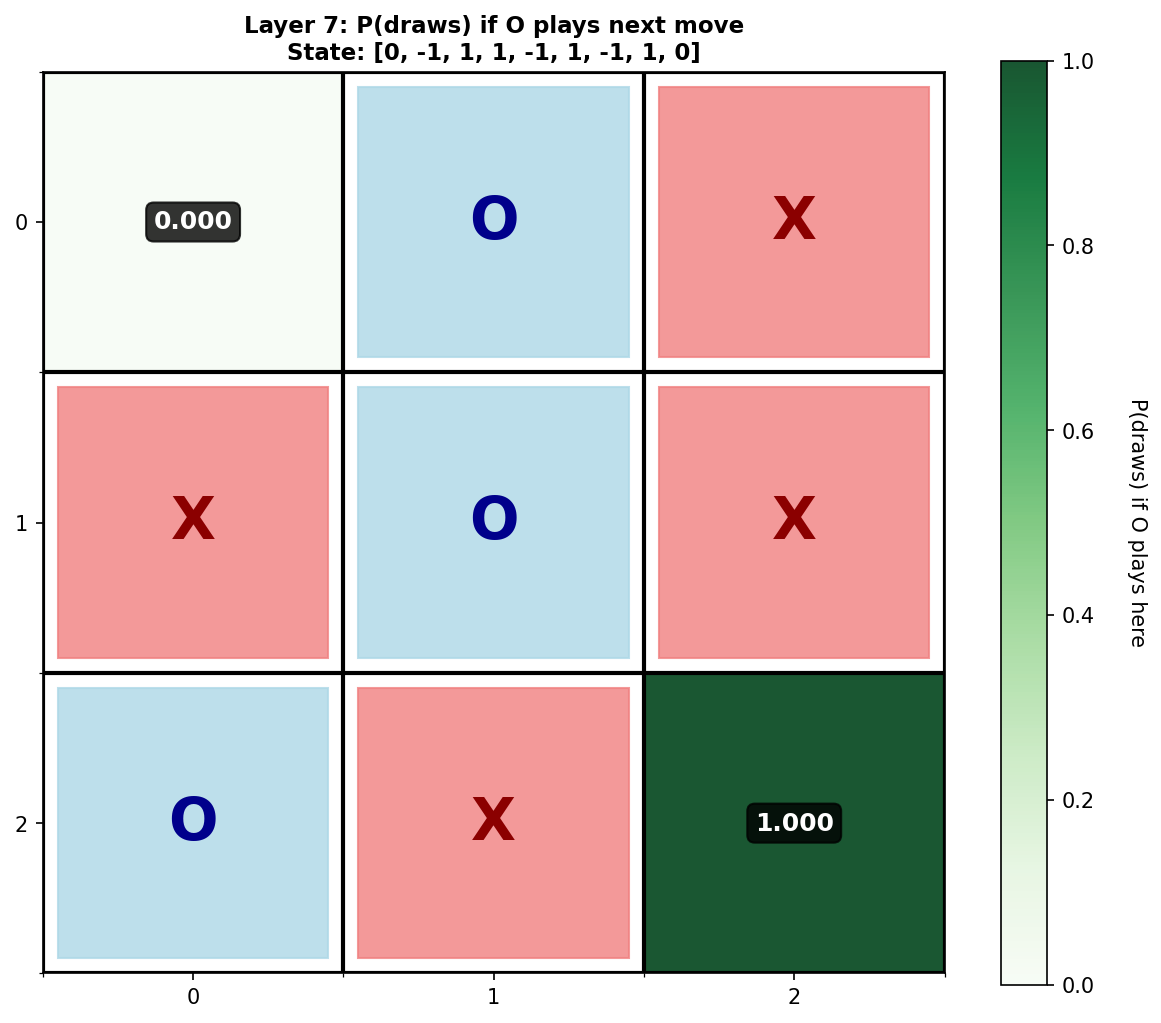 Layer 7: P(draws) if O plays next move
State: [0, -1, 1, 1, -1, 1, -1, 1, 0]
0.000
O
X
X
O
X
O
X
1.000
0
1
2
0
1
2
1.0
0.8
0.6
0.4
0.2
0.0
P(draws) if O plays here